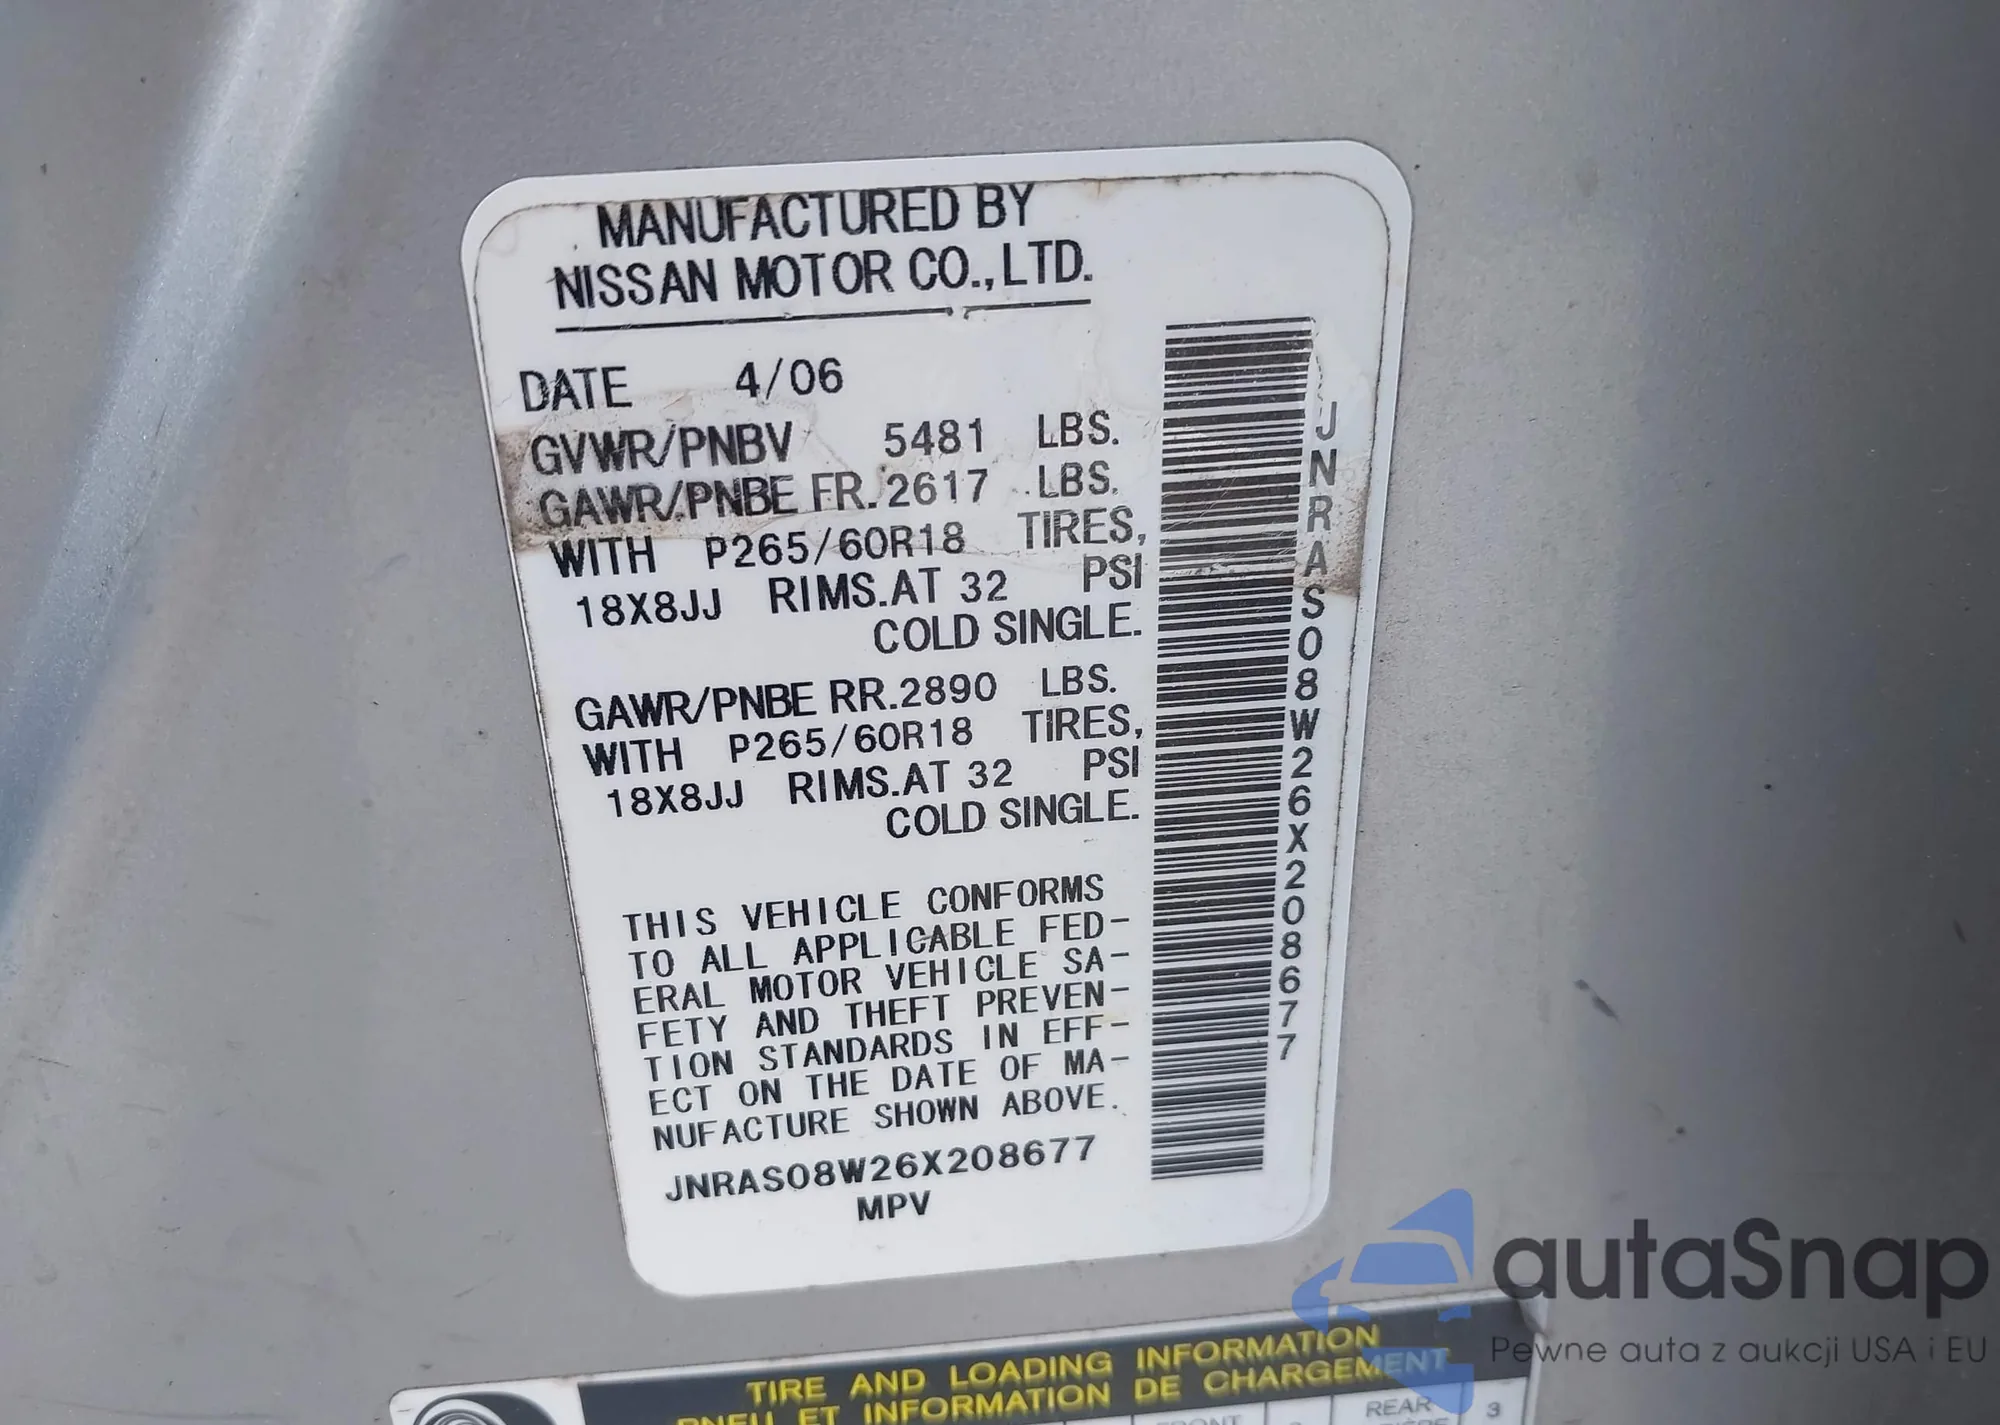 MANUFACTURED BY
NISSAN MOTOR CO.,LTD.
DATE 4/06
GVWR/PNBV 5481 LBS.
GAWR/PNBE FR.2617 LBS.
WITH P265/60R18 TIRES,
18X8JJ RIMS.AT 32 PSI
COLD SINGLE.
GAWR/PNBE RR.2890 LBS.
WITH P265/60R18 TIRES,
18X8JJ RIMS.AT 32 PSI
COLD SINGLE.
THIS VEHICLE CONFORMS
TO ALL APPLICABLE FED-
ERAL MOTOR VEHICLE SA-
FETY AND THEFT PREVEN-
TION STANDARDS IN EFF-
ECT ON THE DATE OF MA-
NUFACTURE SHOWN ABOVE.
JNRAS08W26X208677
MPV
JNRAS08W26X208677
TIRE AND LOADING INFORMATION
PNEU ET INFORMATION DE CHARGEMENT
FRONT
REAR
3
autaSnap
Pewne auta z aukcji USA i EU